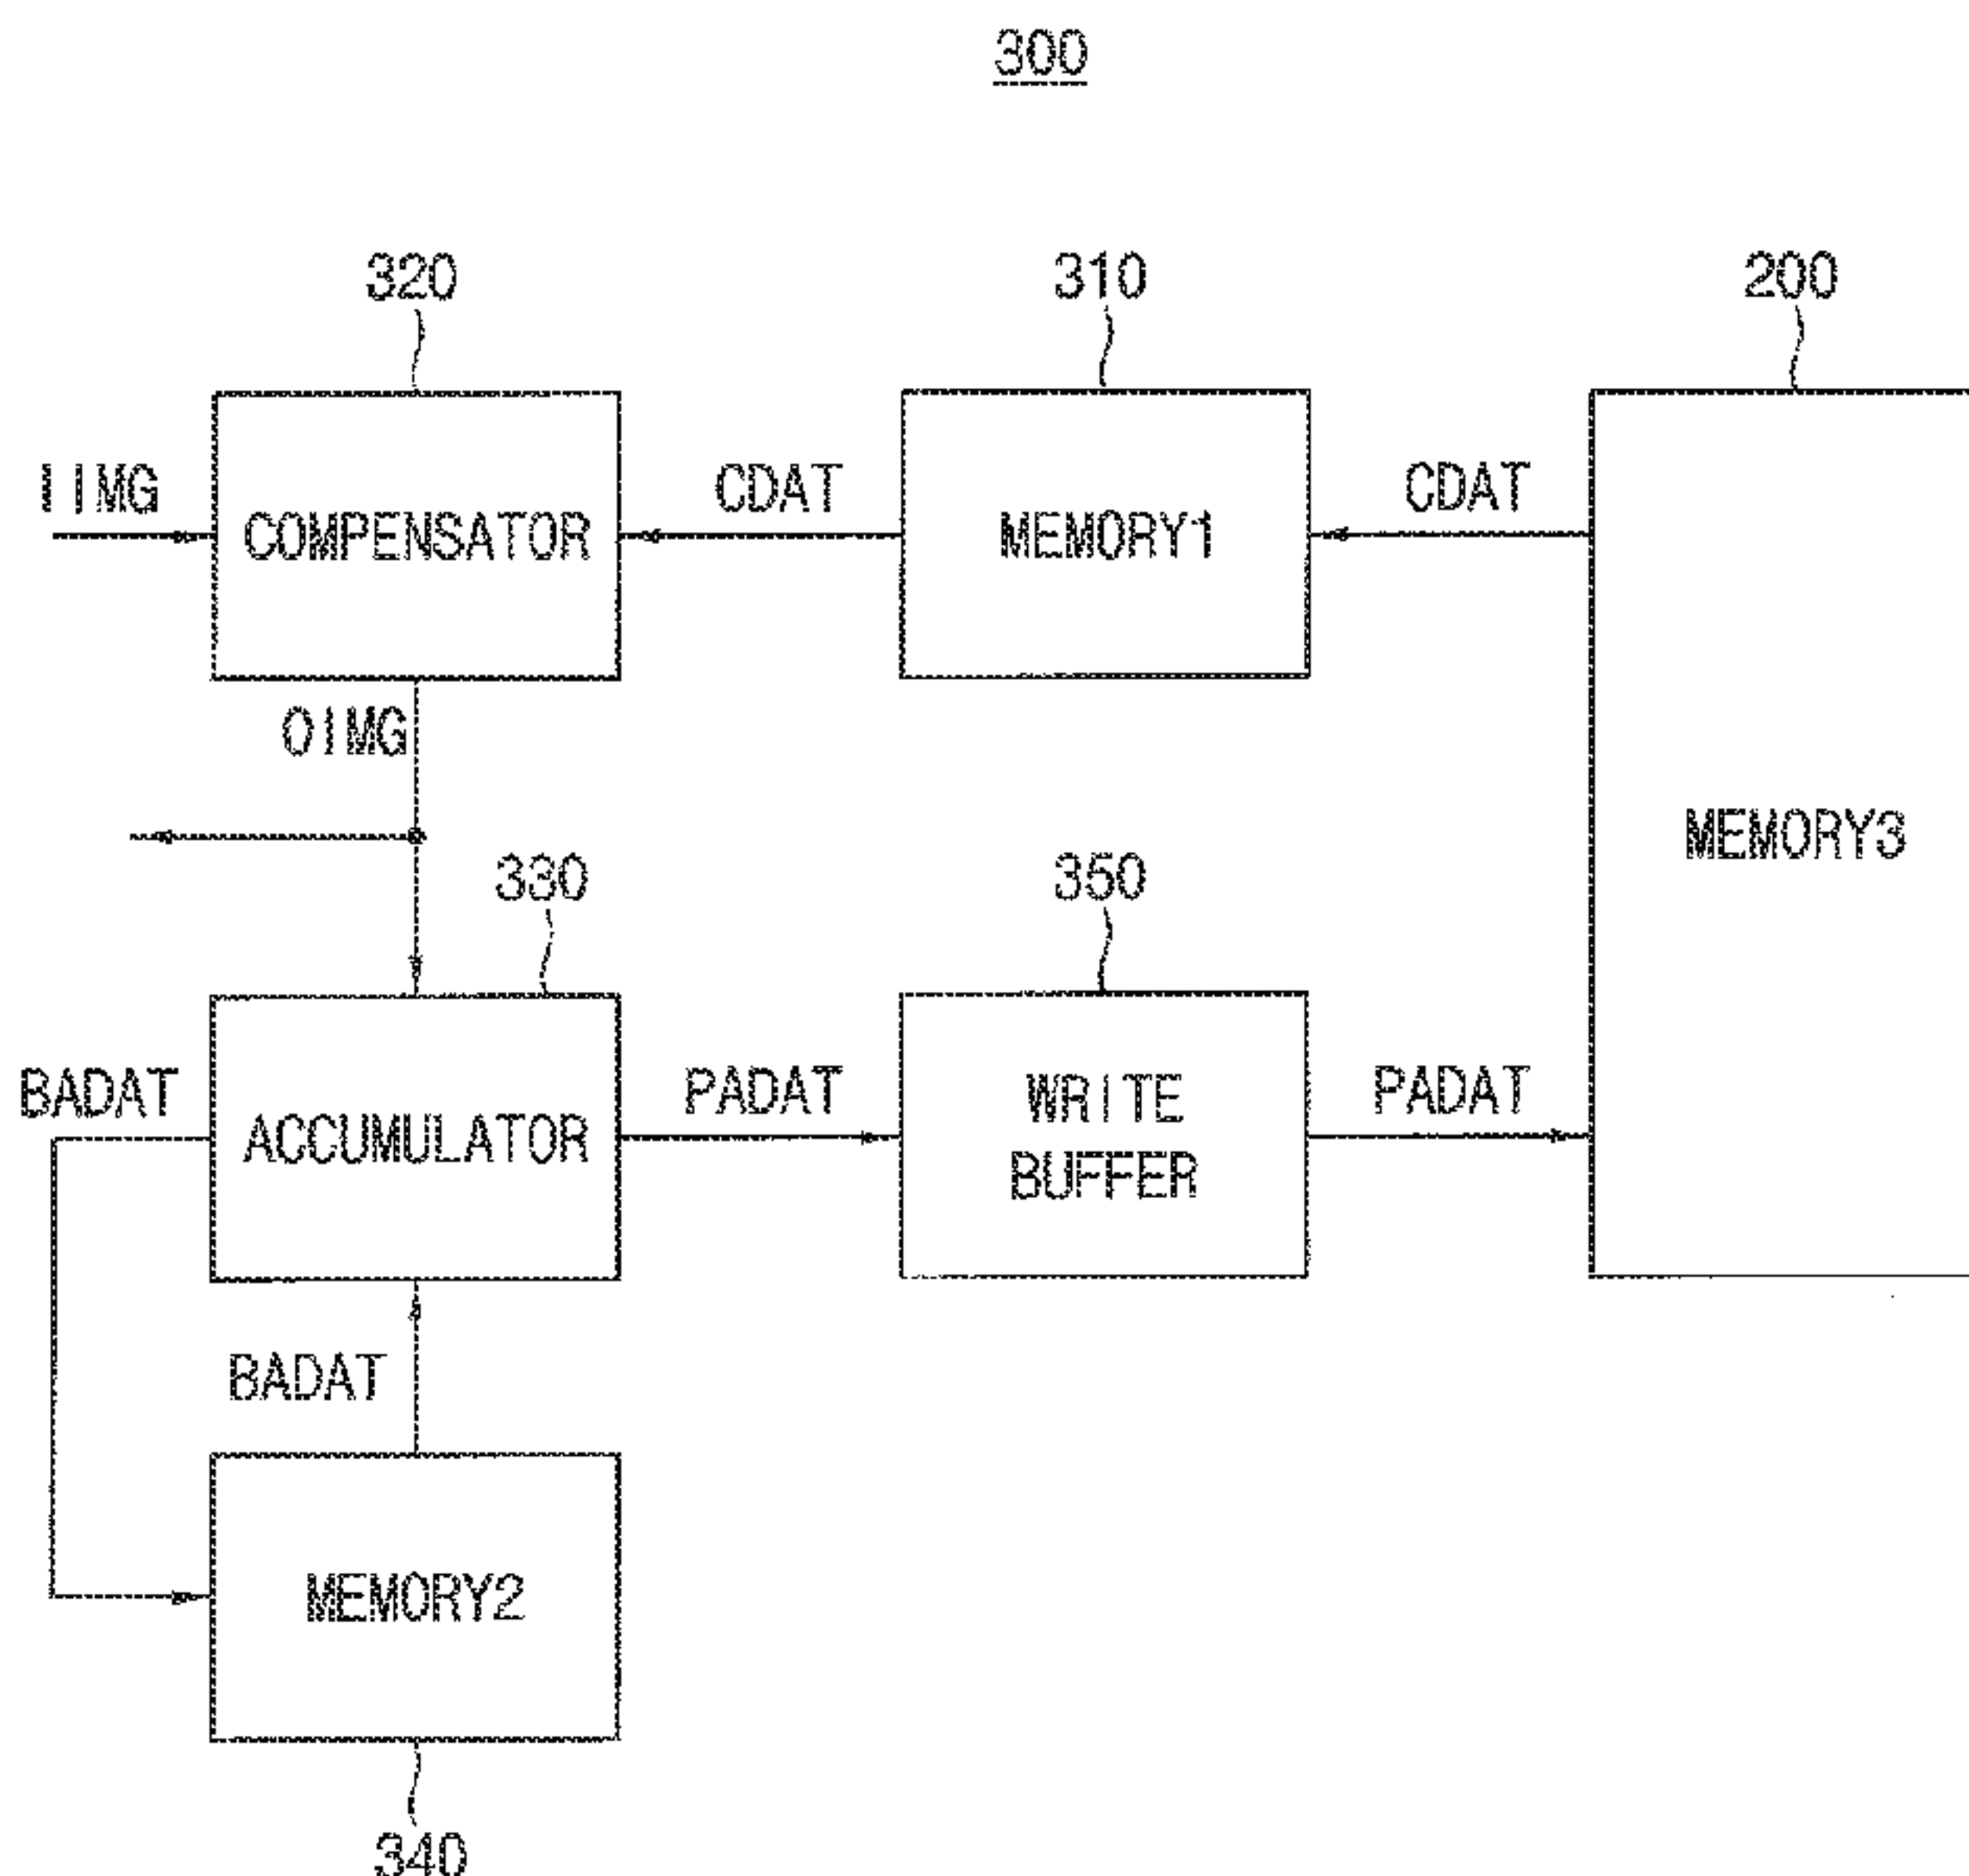 300
320
310
200
IIMG
COMPENSATOR
CDAT
MEMORY1
CDAT
MEMORY3
OIMG
330
350
BADAT
ACCUMULATOR
PADAT
WRITE
BUFFER
PADAT
BADAT
MEMORY2
340